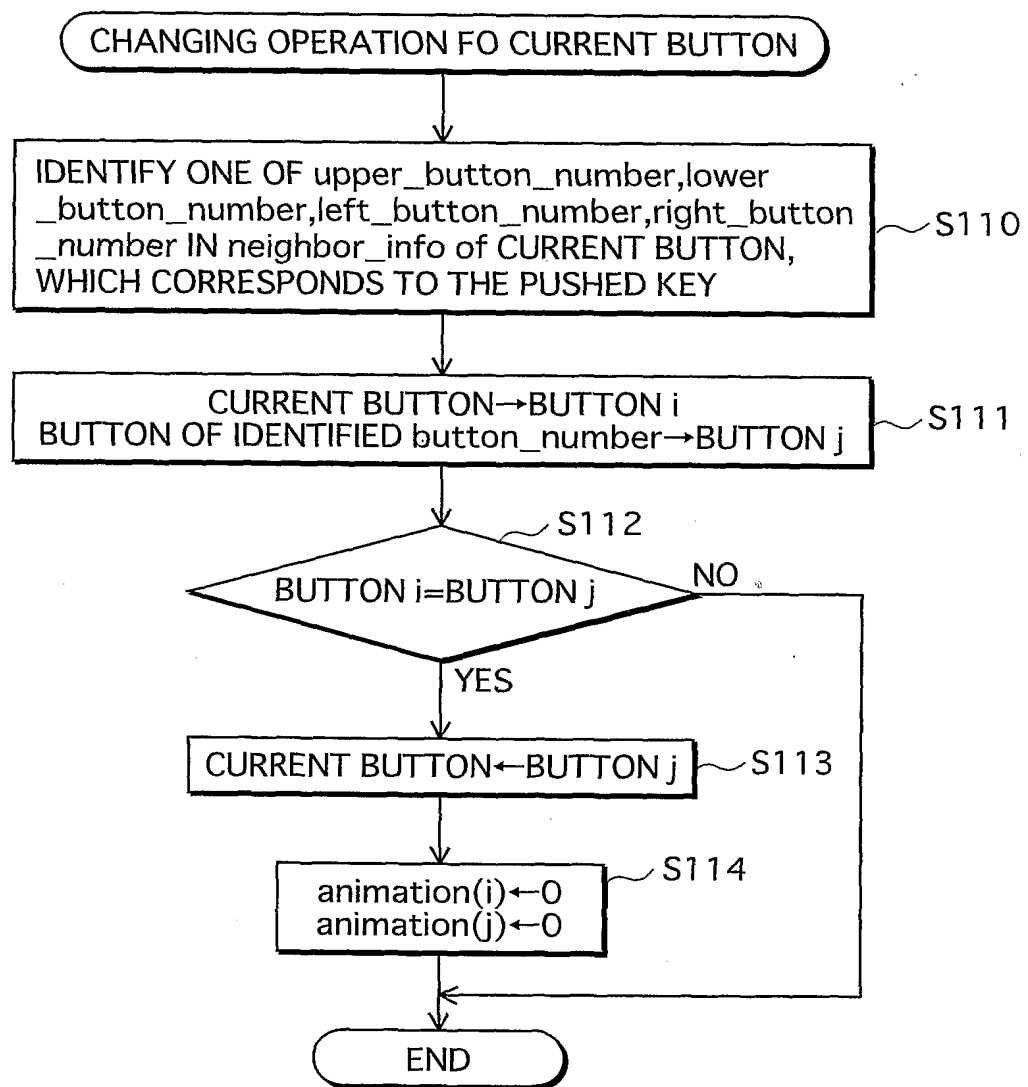 CHANGING OPERATION FO CURRENT BUTTON
IDENTIFY ONE OF upper_button_number,lower
_button_number,left_button_number,right_button
_number IN neighbor_info of CURRENT BUTTON,
WHICH CORRESPONDS TO THE PUSHED KEY
S110
CURRENT BUTTON→BUTTON i
BUTTON OF IDENTIFIED button_number→BUTTON j
S111
S112
BUTTON i=BUTTON j
NO
YES
CURRENT BUTTON←BUTTON j
S113
S114
animation(i)←0
animation(j)←0
END